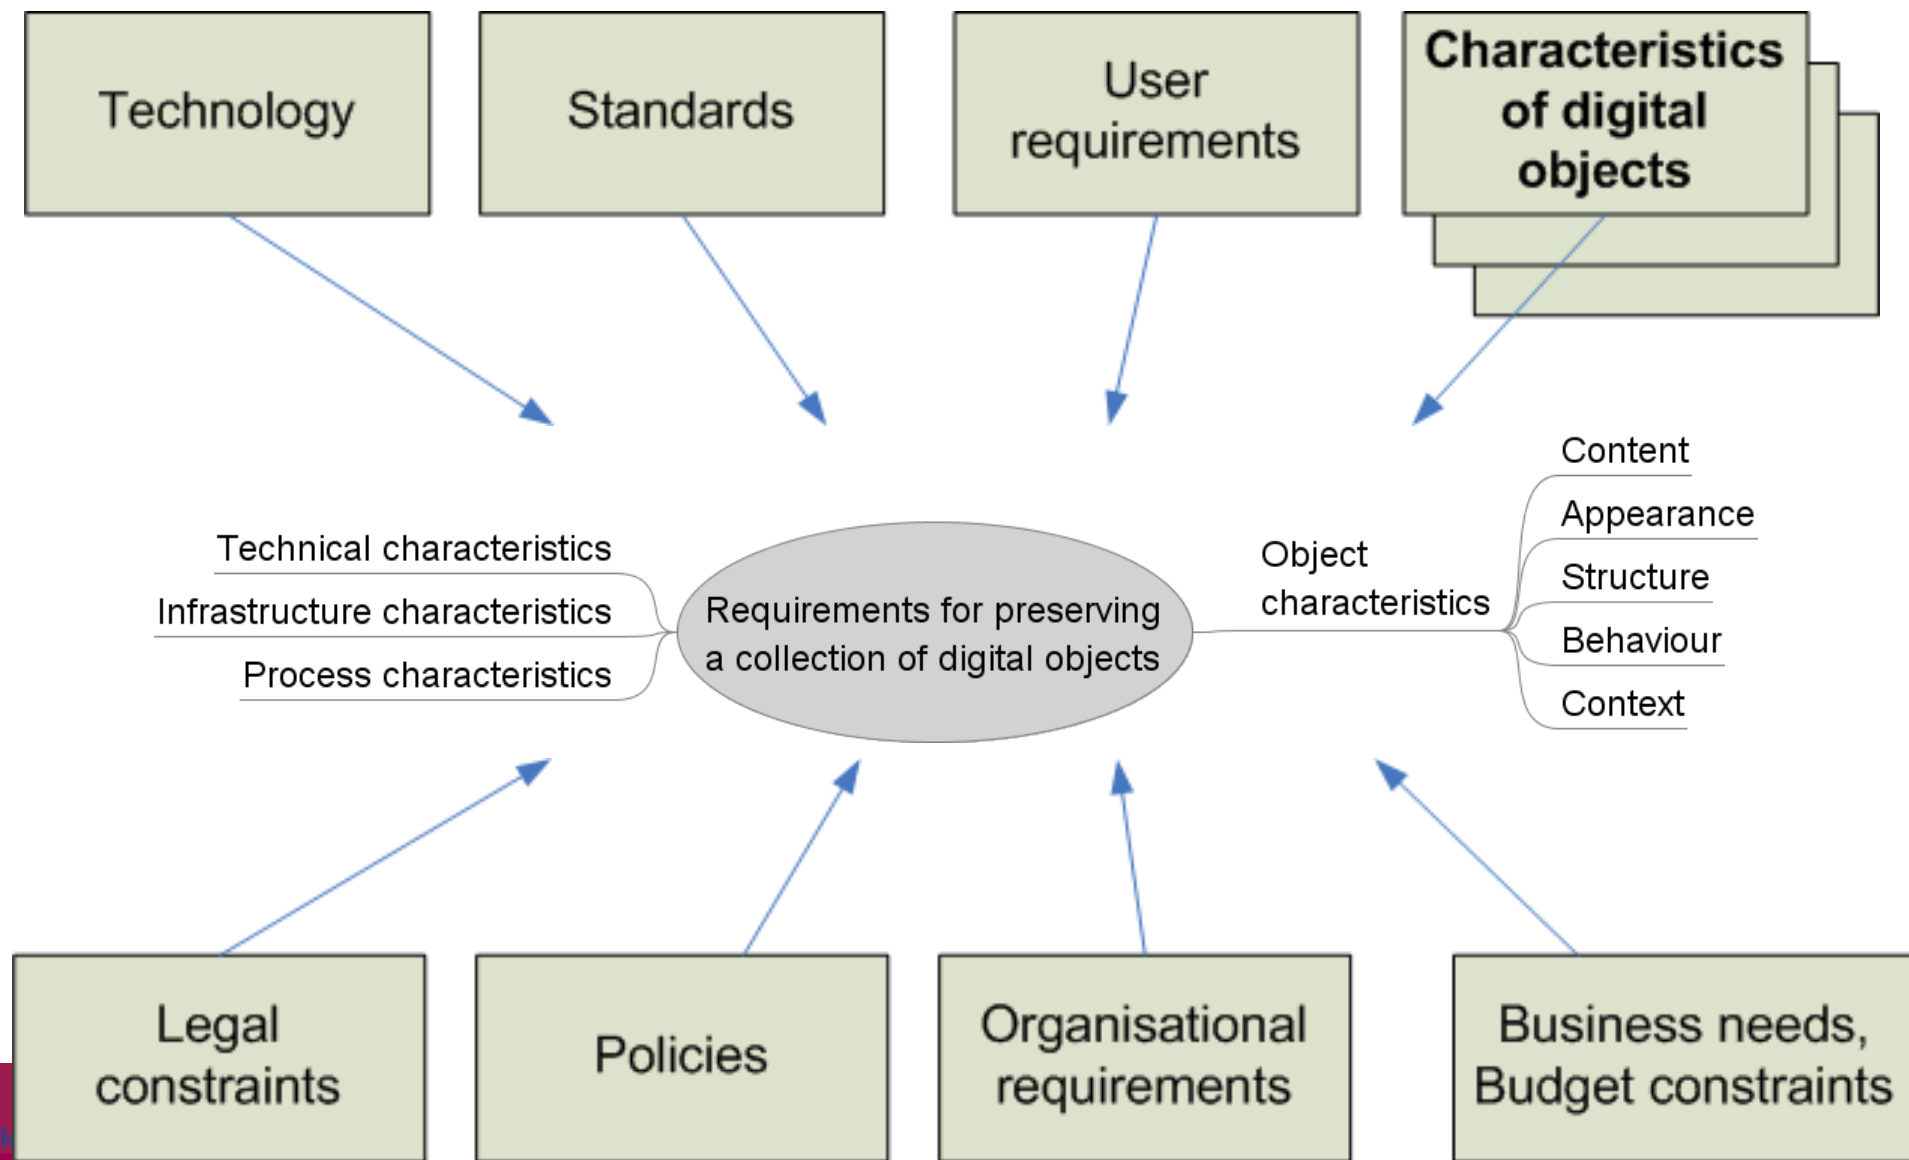 Technology
Standards
User
requirements
Characteristics
of digital
objects
Technical characteristics
Infrastructure characteristics
Process characteristics
Requirements for preserving
a collection of digital objects
Object
characteristics
Content
Appearance
Structure
Behaviour
Context
Legal
constraints
Policies
Organisational
requirements
Business needs,
Budget constraints